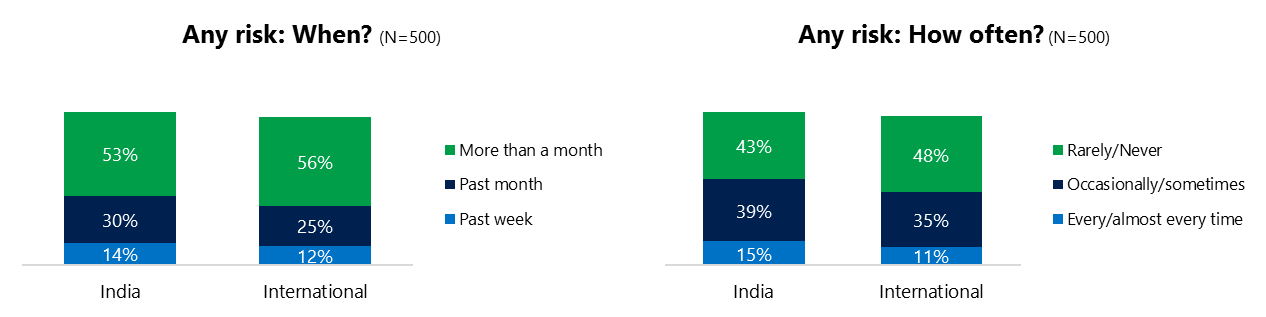 Any risk: When? (N=500)
53%
56%
30%
25%
14%
12%
India
International
More than a month
Past month
Past week
Any risk: How often? (N=500)
43%
48%
39%
35%
15%
11%
India
International
Rarely/Never
Occasionally/sometimes
Every/almost every time